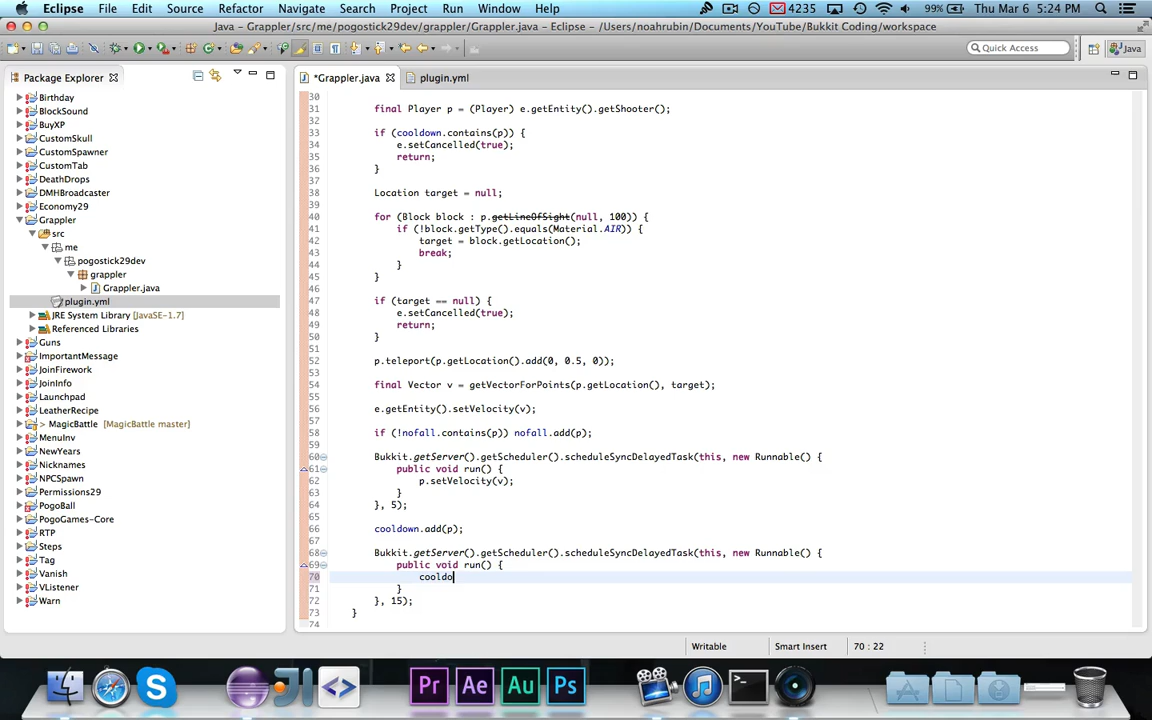 Eclipse File Edit Source Refactor Navigate Search Project Run Window Help 4235 99% Thu Mar 6 5:24 PM
Java – Grappler/src/me/pogostick29dev/grappler/Grappler.java – Eclipse – /Users/noahrubin/Documents/My Stuff/Bukkit Coding/workspace
Quick Access Java
Package Explorer
Birthday
BlockSound
BuyXP
CustomSkull
CustomSpawner
CustomTab
DeathDrops
DMHBroadcaster
Economy29
Grappler
src
me
pogostick29dev
grappler
Grappler.java
plugin.yml
JRE System Library [JavaSE-1.7]
Referenced Libraries
Guns
ImportantMessage
JoinFirework
JoinInfo
Launchpad
LeatherRecipe
> MagicBattle [MagicBattle master]
MenuInv
NewYears
Nicknames
NPCSpawn
Permissions29
PogoBall
PogoGames-Core
RTP
Steps
Tag
Vanish
VListener
Warn
*Grappler.java plugin.yml
30
31 final Player p = (Player) e.getEntity().getShooter();
32
33 if (cooldown.contains(p)) {
34 e.setCancelled(true);
35 return;
36 }
37
38 Location target = null;
39
40 for (Block block : p.getLineOfSight(null, 100)) {
41 if (!block.getType().equals(Material.AIR)) {
42 target = block.getLocation();
43 break;
44 }
45 }
46
47 if (target == null) {
48 e.setCancelled(true);
49 return;
50 }
51
52 p.teleport(p.getLocation().add(0, 0.5, 0));
53
54 final Vector v = getVectorForPoints(p.getLocation(), target);
55
56 e.getEntity().setVelocity(v);
57
58 if (!nofall.contains(p)) nofall.add(p);
59
60 Bukkit.getServer().getScheduler().scheduleSyncDelayedTask(this, new Runnable() {
61 public void run() {
62 p.setVelocity(v);
63 }
64 }, 5);
65
66 cooldown.add(p);
67
68 Bukkit.getServer().getScheduler().scheduleSyncDelayedTask(this, new Runnable() {
69 public void run() {
70 cooldo
71 }
72 }, 15);
73 }
74
Writable Smart Insert 70 : 22
Pr Ae Au Ps